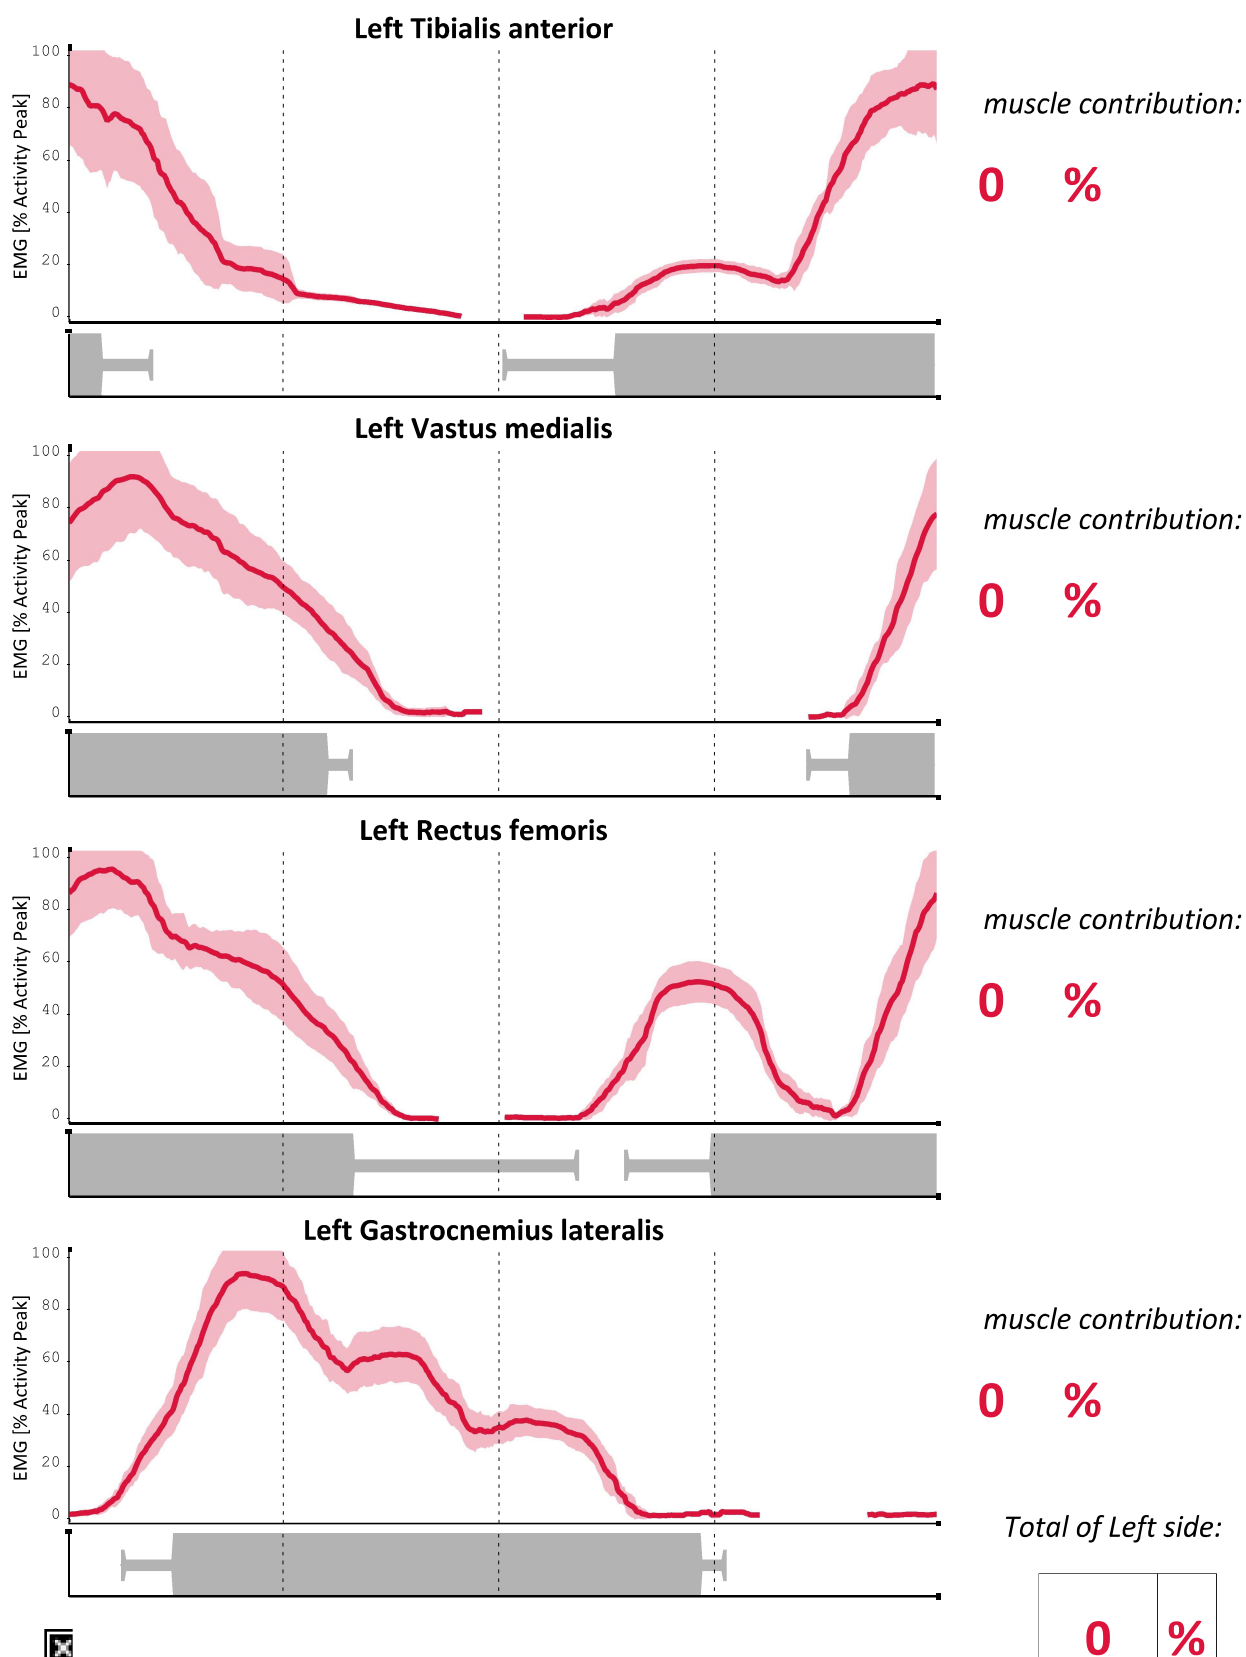 Left Tibialis anterior
EMG [% Activity Peak]
100
80
60
40
20
0
muscle contribution:
0 %
Left Vastus medialis
EMG [% Activity Peak]
100
80
60
40
20
0
muscle contribution:
0 %
Left Rectus femoris
EMG [% Activity Peak]
100
80
60
40
20
0
muscle contribution:
0 %
Left Gastrocnemius lateralis
EMG [% Activity Peak]
100
80
60
40
20
0
muscle contribution:
0 %
Total of Left side:
0 %